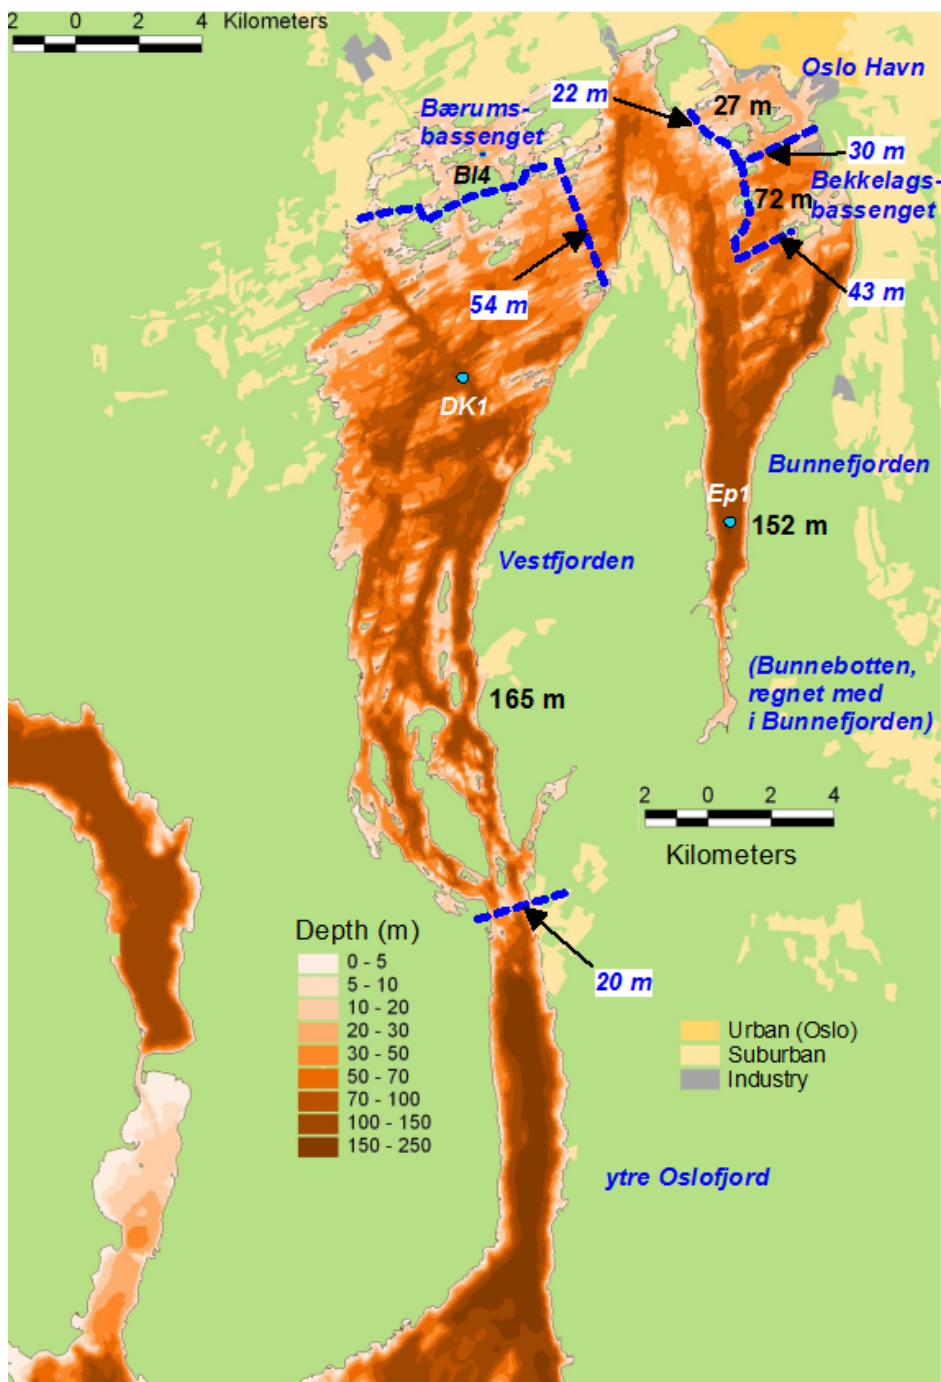 2 0 2 4 Kilometers
Oslo Havn
22 m
27 m
Bærums-
bassenget
BI4
30 m
Bekkelags-
bassenget
72 m
54 m
43 m
DK1
Bunnefjorden
Ep1
152 m
Vestfjorden
(Bunnebotten,
regnet med
i Bunnefjorden)
165 m
2 0 2 4
Kilometers
Depth (m)
0 - 5
5 - 10
10 - 20
20 - 30
30 - 50
50 - 70
70 - 100
100 - 150
150 - 250
20 m
Urban (Oslo)
Suburban
Industry
ytre Oslofjord